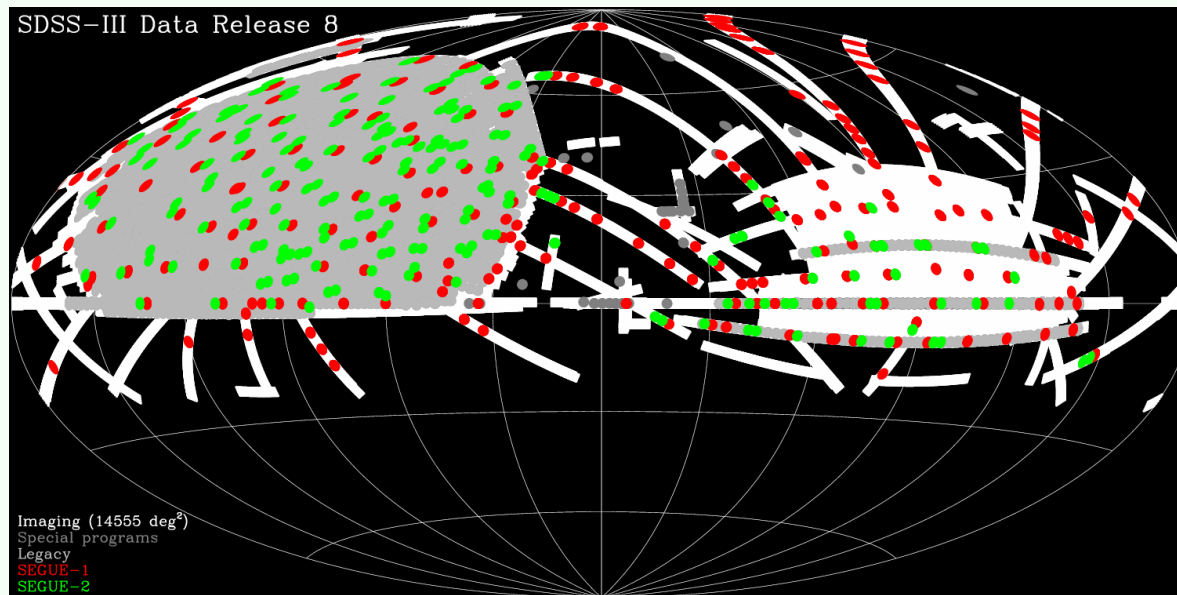 SDSS-III Data Release 8
Imaging (14555 deg²)
Special programs
Legacy
SEGUE-1
SEGUE-2